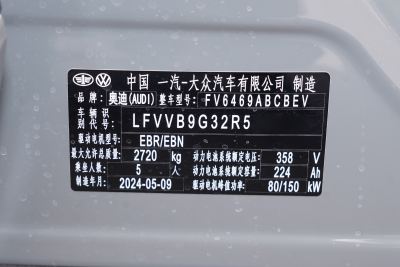 中国 一汽-大众汽车有限公司 制造
品牌:奥迪(AUDI) 整车型号: FV6469ABCBEV
车辆识别代号: LFVVB9G32R5
驱动电机型号: EBR/EBN
最大允许总质量: 2720 kg 动力电池系统额定电压: 358 V
乘坐人数: 5 人 动力电池系统额定容量: 224 Ah
制造年月: 2024-05-09 驱动电机峰值功率: 80/150 kW